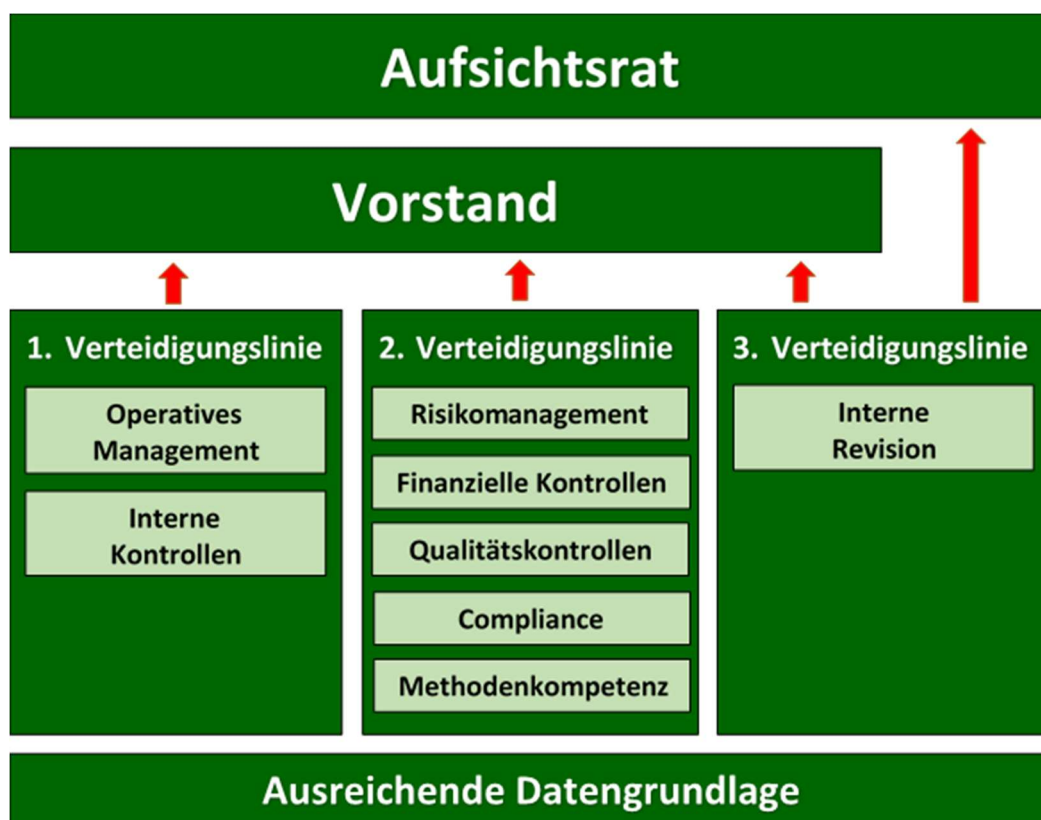 Aufsichtsrat
Vorstand
1. Verteidigungslinie
Operatives
Management
Interne
Kontrollen
2. Verteidigungslinie
Risikomanagement
Finanzielle Kontrollen
Qualitätskontrollen
Compliance
Methodenkompetenz
3. Verteidigungslinie
Interne
Revision
Ausreichende Datengrundlage